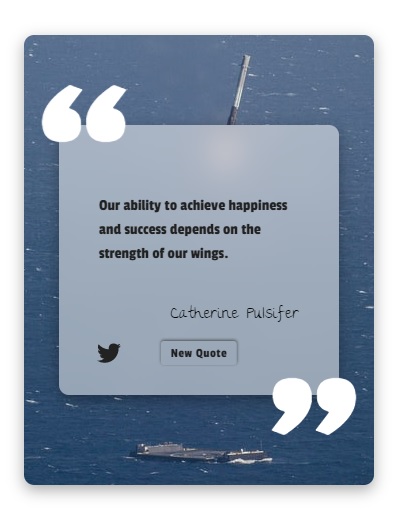 Our ability to achieve happiness
and success depends on the
strength of our wings.
Catherine Pulsifer
New Quote